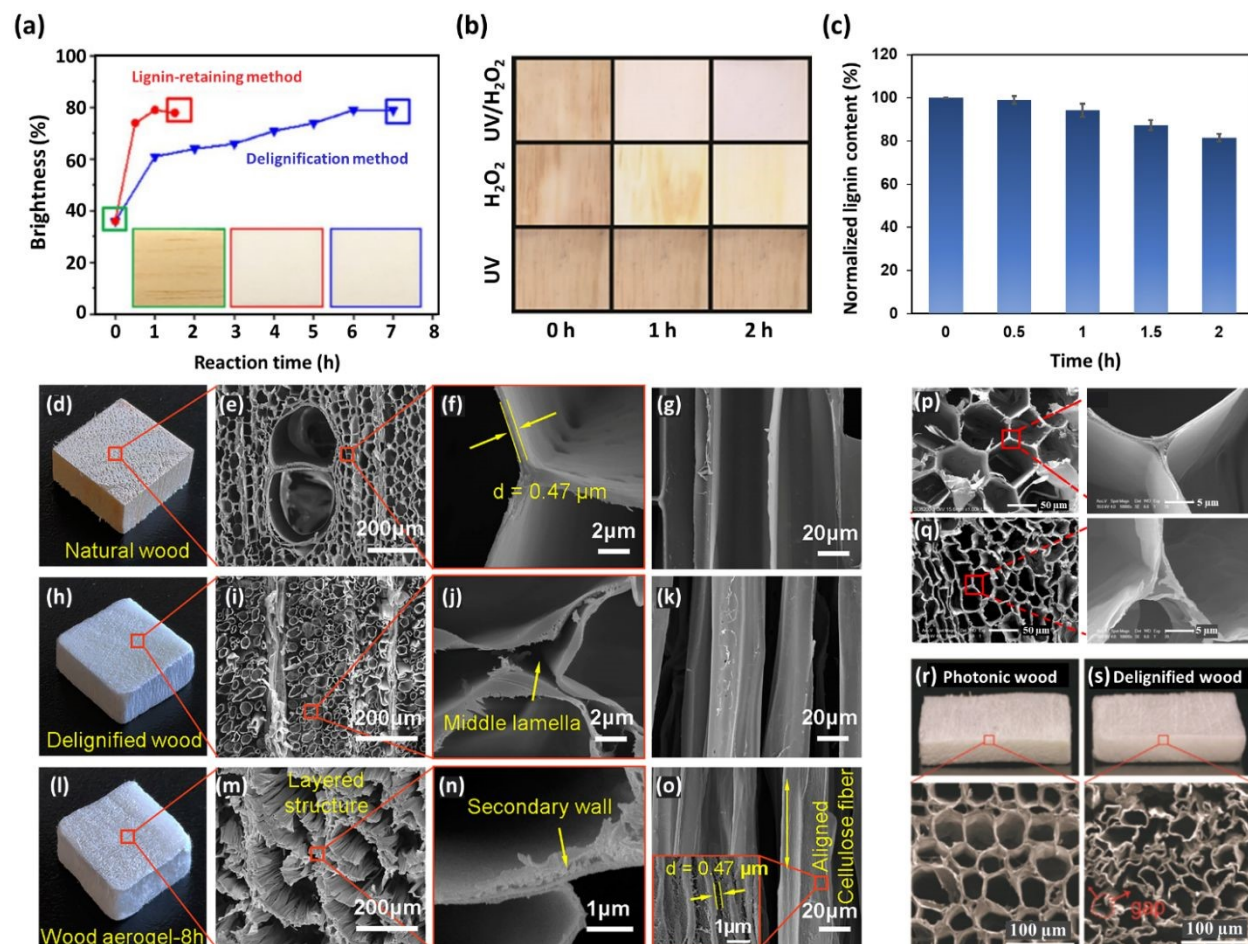 (a)
100
80
60
40
20
0
Brightness (%)
Lignin-retaining method
Delignification method
0 1 2 3 4 5 6 7 8
Reaction time (h)
(b)
UV/H₂O₂
H₂O₂
UV
0 h 1 h 2 h
(c)
120
100
80
60
40
20
0
Normalized lignin content (%)
0 0.5 1 1.5 2
Time (h)
(d)
Natural wood
(e)
200μm
(f)
d = 0.47 μm
2μm
(g)
20μm
(h)
Delignified wood
(i)
200μm
(j)
Middle lamella
2μm
(k)
20μm
(l)
Wood aerogel-8h
(m)
Layered
structure
200μm
(n)
Secondary wall
1μm
(o)
Aligned
Cellulose fiber
d = 0.47 μm
1μm
20μm
(p)
50 μm
5 μm
(q)
50 μm
5 μm
(r) Photonic wood
100 μm
(s) Delignified wood
gap
100 μm